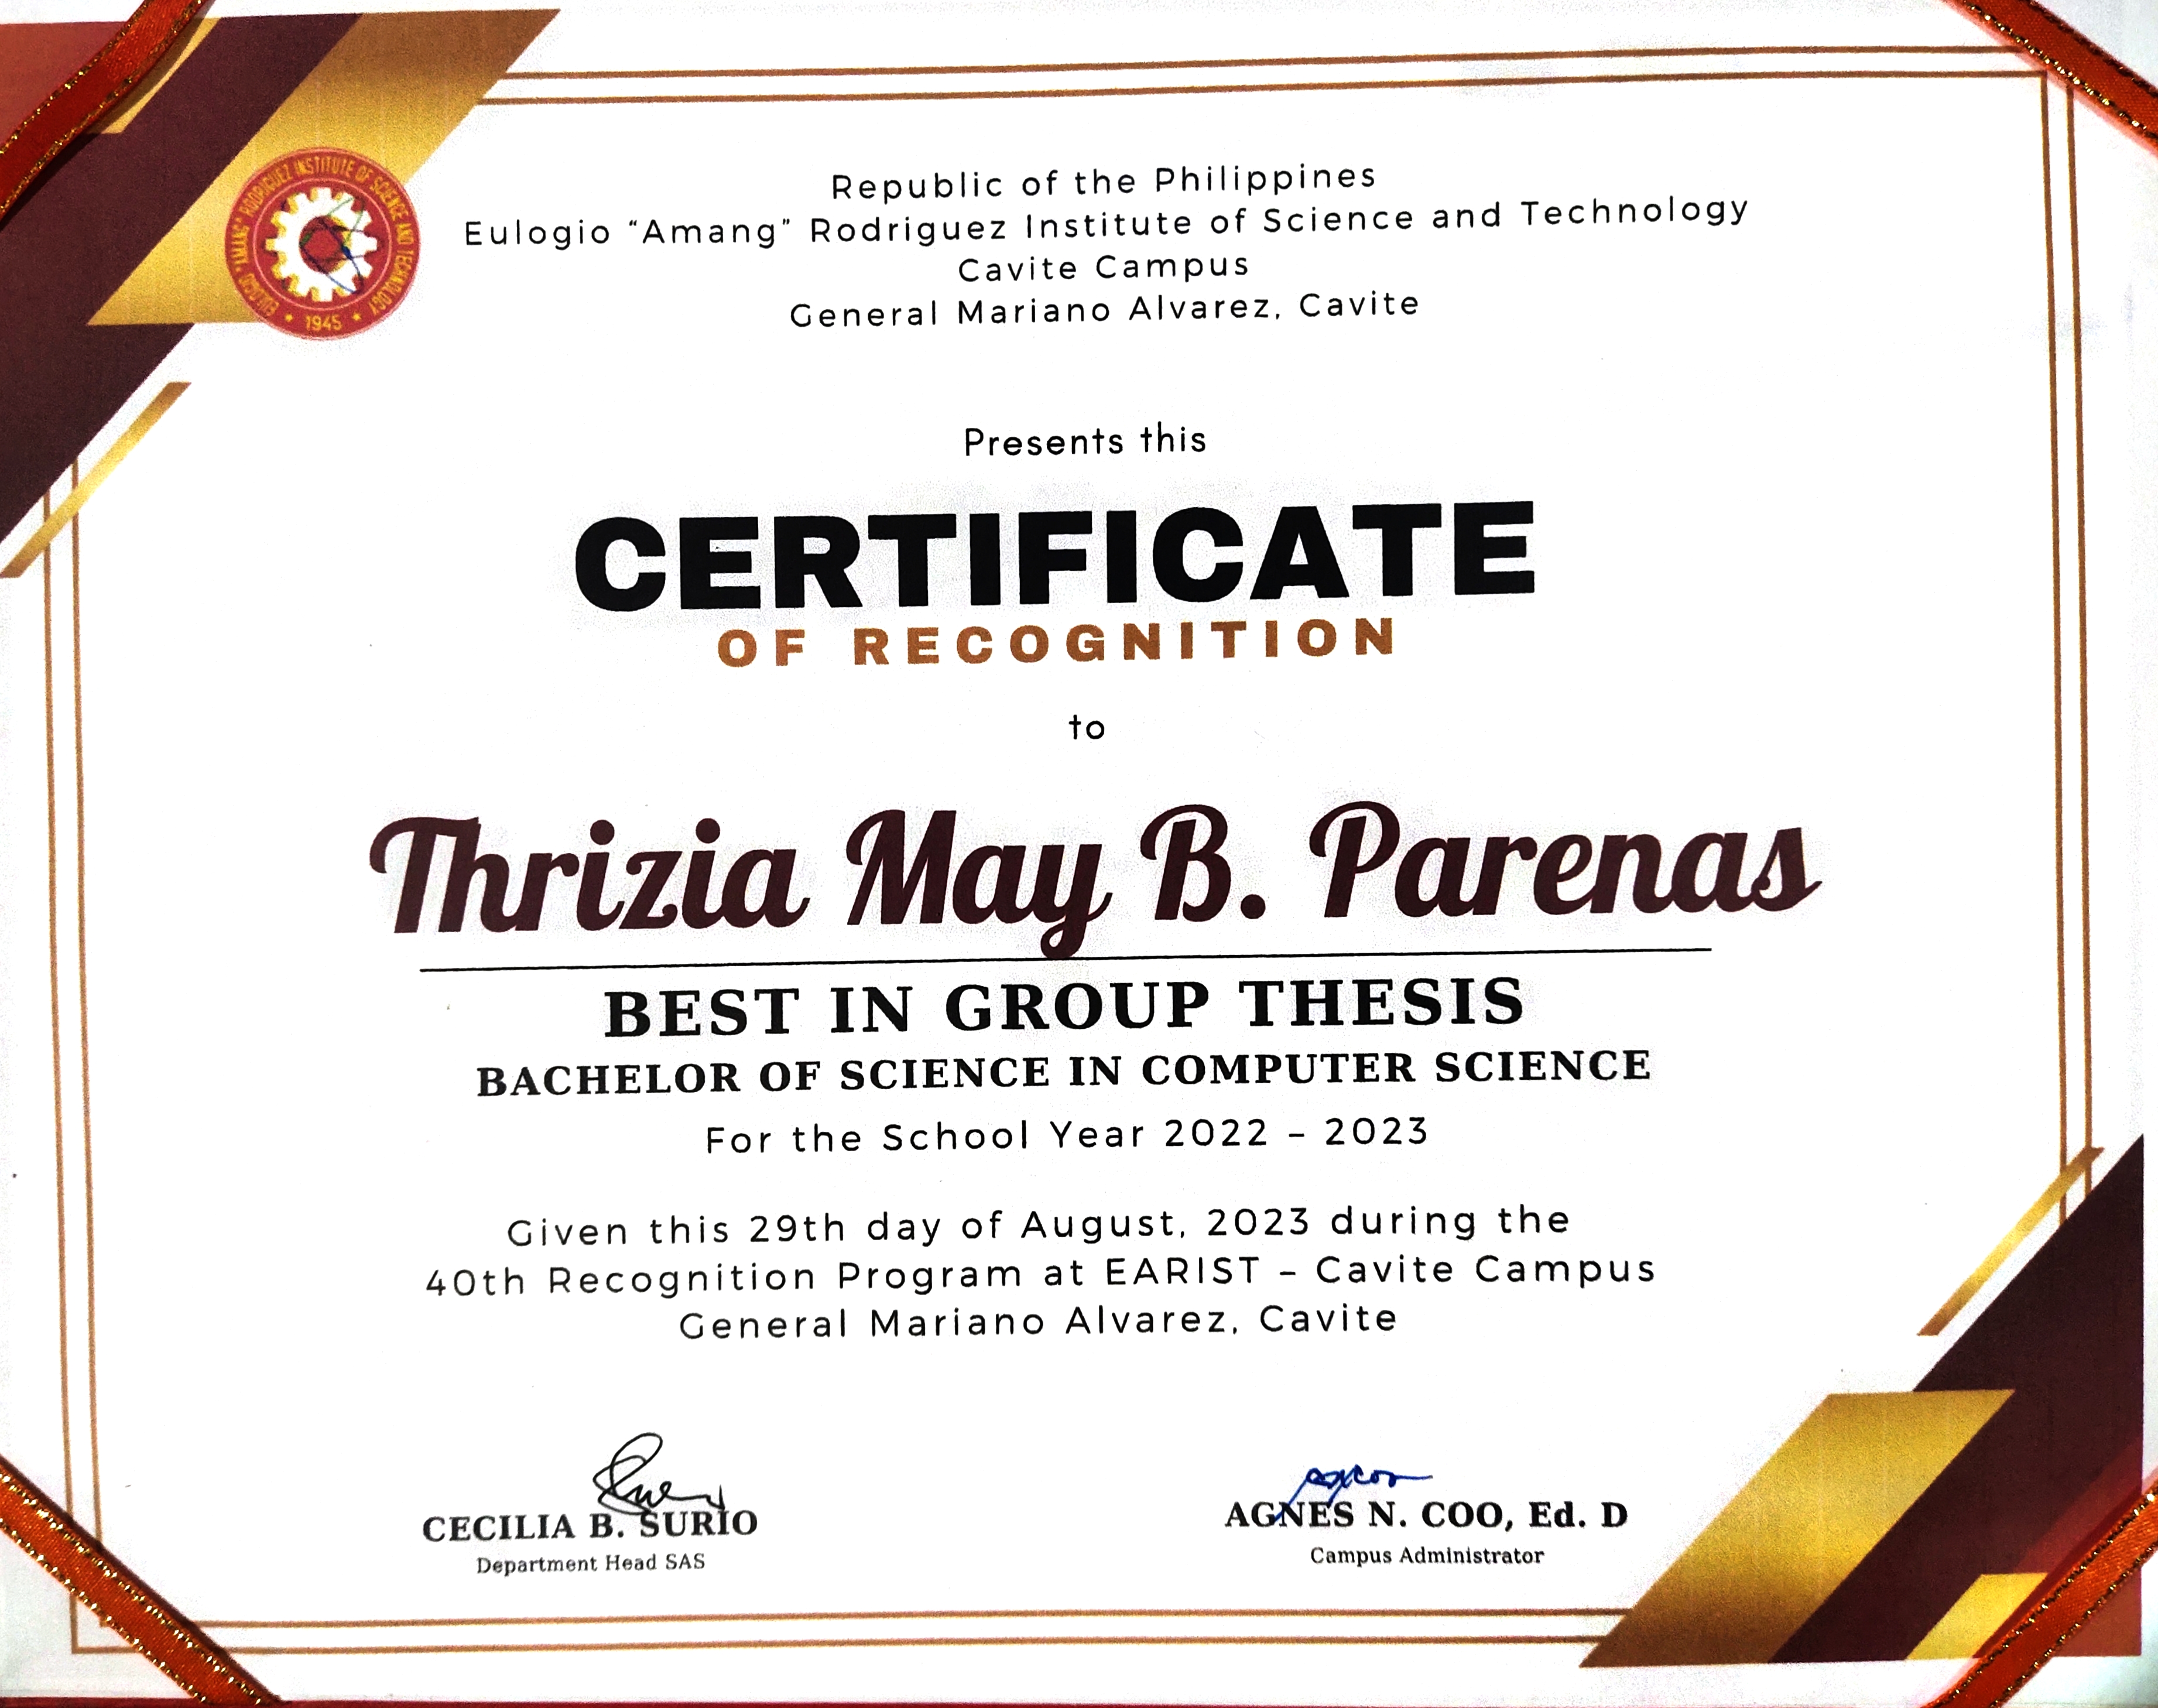 EULOGIO "AMANG" RODRIGUEZ INSTITUTE OF SCIENCE AND TECHNOLOGY
★ 1945 ★
Republic of the Philippines
Eulogio “Amang” Rodriguez Institute of Science and Technology
Cavite Campus
General Mariano Alvarez, Cavite
Presents this
CERTIFICATE
OF RECOGNITION
to
Thrizia May B. Parenas
BEST IN GROUP THESIS
BACHELOR OF SCIENCE IN COMPUTER SCIENCE
For the School Year 2022 – 2023
Given this 29th day of August, 2023 during the
40th Recognition Program at EARIST – Cavite Campus
General Mariano Alvarez, Cavite
CECILIA B. SURIO
Department Head SAS
AGNES N. COO, Ed. D
Campus Administrator